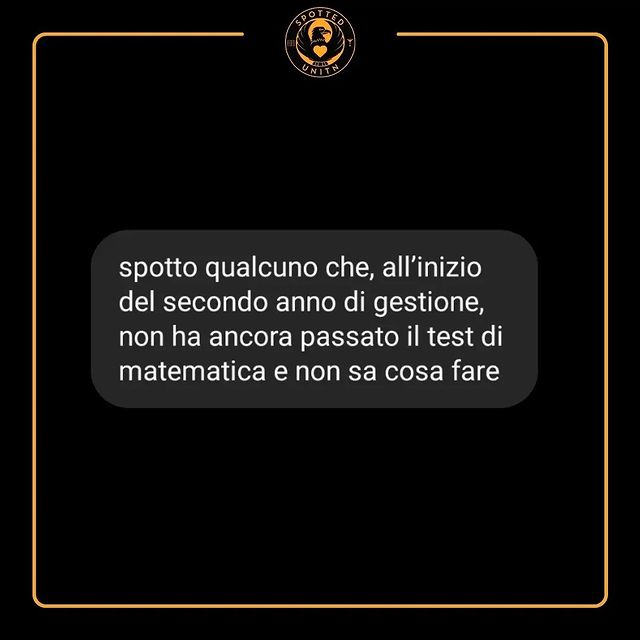 SPOTTED
UNITN
spotto qualcuno che, all’inizio
del secondo anno di gestione,
non ha ancora passato il test di
matematica e non sa cosa fare